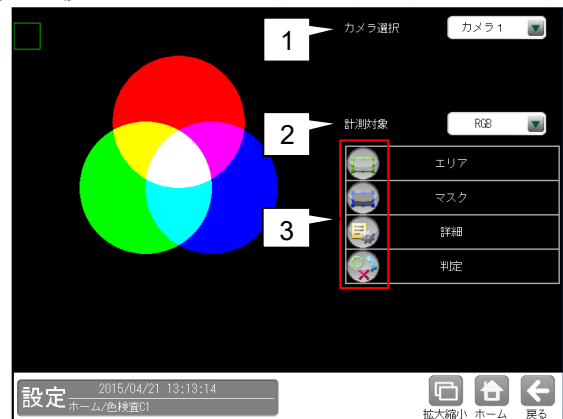 1
カメラ選択
カメラ1
2
計測対象
RGB
エリア
マスク
3
詳細
判定
設定
2015/04/21 13:13:14
ホーム/色検査01
拡大縮小
ホーム
戻る